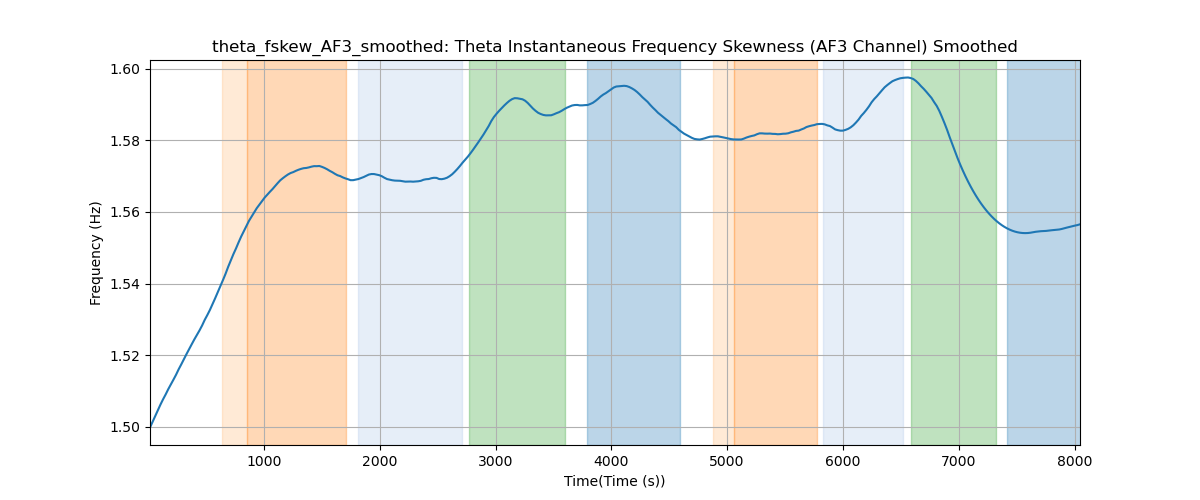 theta_fskew_AF3_smoothed: Theta Instantaneous Frequency Skewness (AF3 Channel) Smoothed
1.60
1.58
1.56
1.54
1.52
1.50
Frequency (Hz)
1000 2000 3000 4000 5000 6000 7000 8000
Time(Time (s))